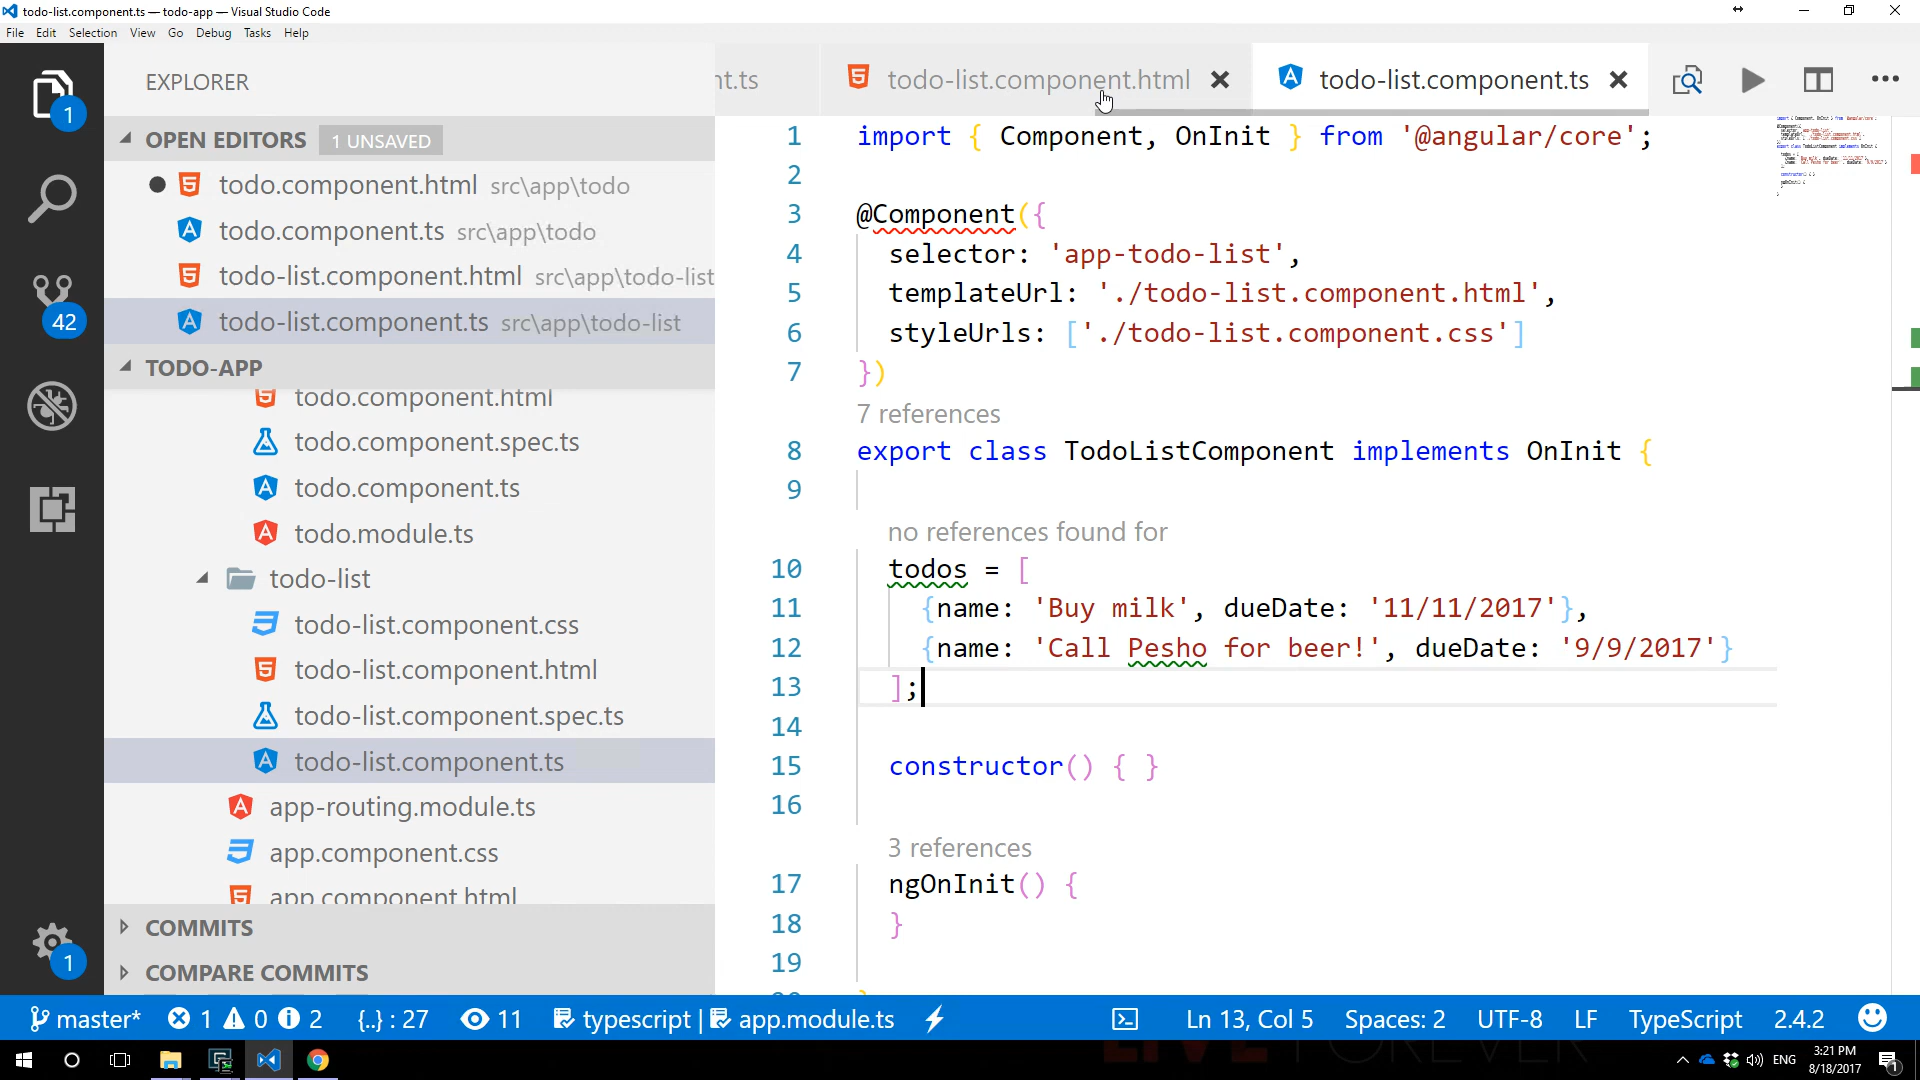 todo-list.component.ts — todo-app — Visual Studio Code
File Edit Selection View Go Debug Tasks Help
EXPLORER
nt.ts
todo-list.component.html
todo-list.component.ts
1
42
1
OPEN EDITORS 1 UNSAVED
todo.component.html src\app\todo
todo.component.ts src\app\todo
todo-list.component.html src\app\todo-list
todo-list.component.ts src\app\todo-list
TODO-APP
todo.component.html
todo.component.spec.ts
todo.component.ts
todo.module.ts
todo-list
todo-list.component.css
todo-list.component.html
todo-list.component.spec.ts
todo-list.component.ts
app-routing.module.ts
app.component.css
app.component.html
COMMITS
COMPARE COMMITS
1 import { Component, OnInit } from '@angular/core';
2
3 @Component({
4 selector: 'app-todo-list',
5 templateUrl: './todo-list.component.html',
6 styleUrls: ['./todo-list.component.css']
7 })
7 references
8 export class TodoListComponent implements OnInit {
9
no references found for
10 todos = [
11 {name: 'Buy milk', dueDate: '11/11/2017'},
12 {name: 'Call Pesho for beer!', dueDate: '9/9/2017'}
13 ];
14
15 constructor() { }
16
3 references
17 ngOnInit() {
18 }
19
master* 1 0 2 {..} : 27 11 typescript | app.module.ts Ln 13, Col 5 Spaces: 2 UTF-8 LF TypeScript 2.4.2
ENG
3:21 PM
8/18/2017
1